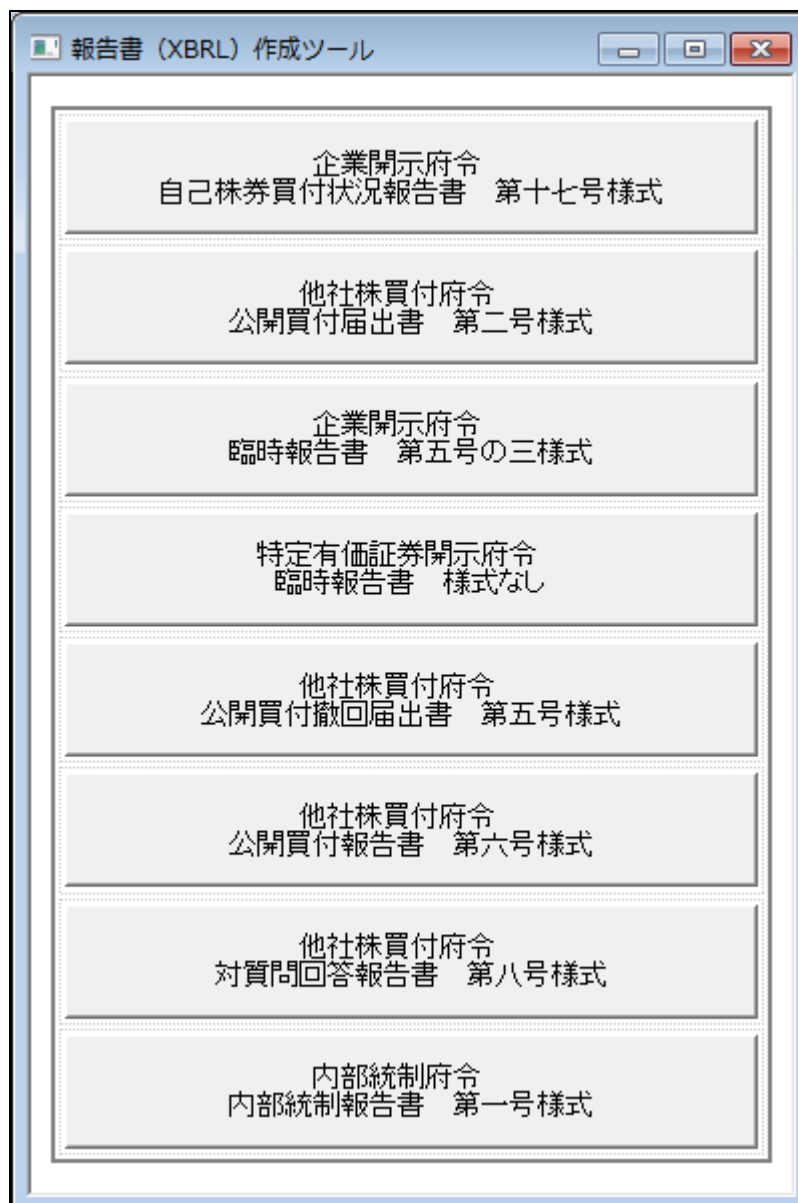 報告書（XBRL）作成ツール
企業開示府令
自己株券買付状況報告書　第十七号様式
他社株買付府令
公開買付届出書　第二号様式
企業開示府令
臨時報告書　第五号の三様式
特定有価証券開示府令
臨時報告書　様式なし
他社株買付府令
公開買付撤回届出書　第五号様式
他社株買付府令
公開買付報告書　第六号様式
他社株買付府令
対質問回答報告書　第八号様式
内部統制府令
内部統制報告書　第一号様式